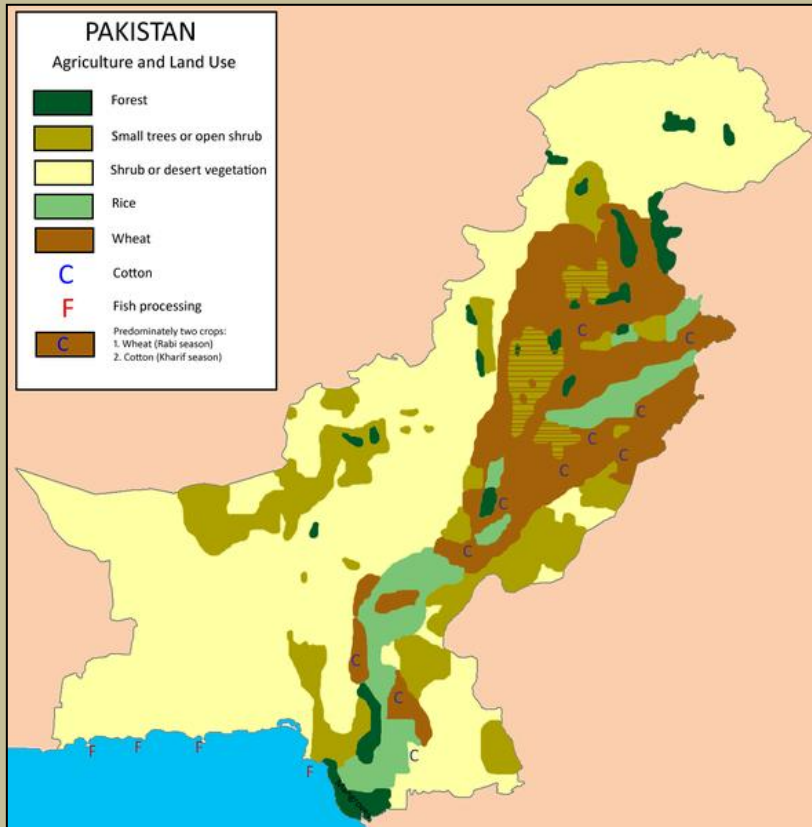 PAKISTAN
Agriculture and Land Use
Forest
Small trees or open shrub
Shrub or desert vegetation
Rice
Wheat
C Cotton
F Fish processing
C Predominately two crops:
1. Wheat (Rabi season)
2. Cotton (Kharif season)
C
C
C
C
C
C
C
C
C
C
F
F
F
C
F